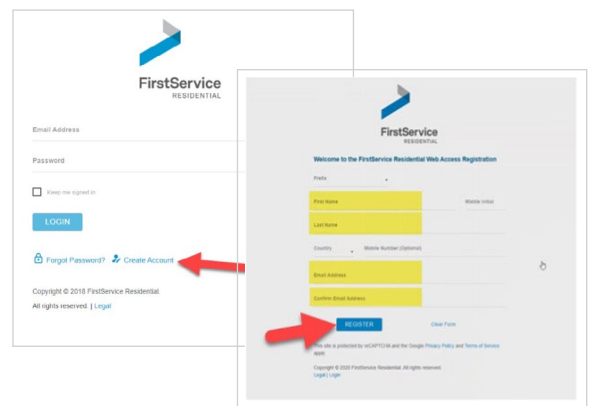 FirstService
RESIDENTIAL
Email Address
Password
Keep me signed in
LOGIN
Forgot Password? Create Account
Copyright © 2018 FirstService Residential.
All rights reserved. | Legal
FirstService
RESIDENTIAL
Welcome to the FirstService Residential Web Access Registration
Prefix
First Name Middle Initial
Last Name
Country Mobile Number (Optional)
Email Address
Confirm Email Address
REGISTER Clear Form
This site is protected by reCAPTCHA and the Google Privacy Policy and Terms of Service
apply.
Copyright © 2020 FirstService Residential. All rights reserved.
Legal | Login